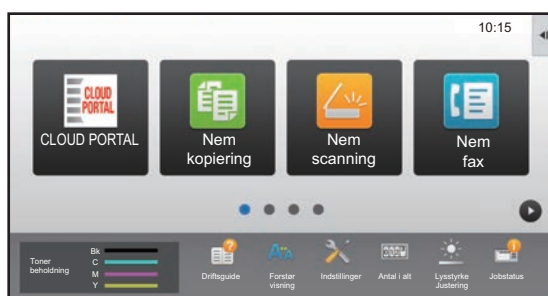 10:15
CLOUD
PORTAL
CLOUD PORTAL
Nem
kopiering
Nem
scanning
Nem
fax
Toner
beholdning
Bk
C
M
Y
Driftsguide
Forstør
visning
Indstillinger
Antal i alt
Lysstyrke
Justering
Jobstatus